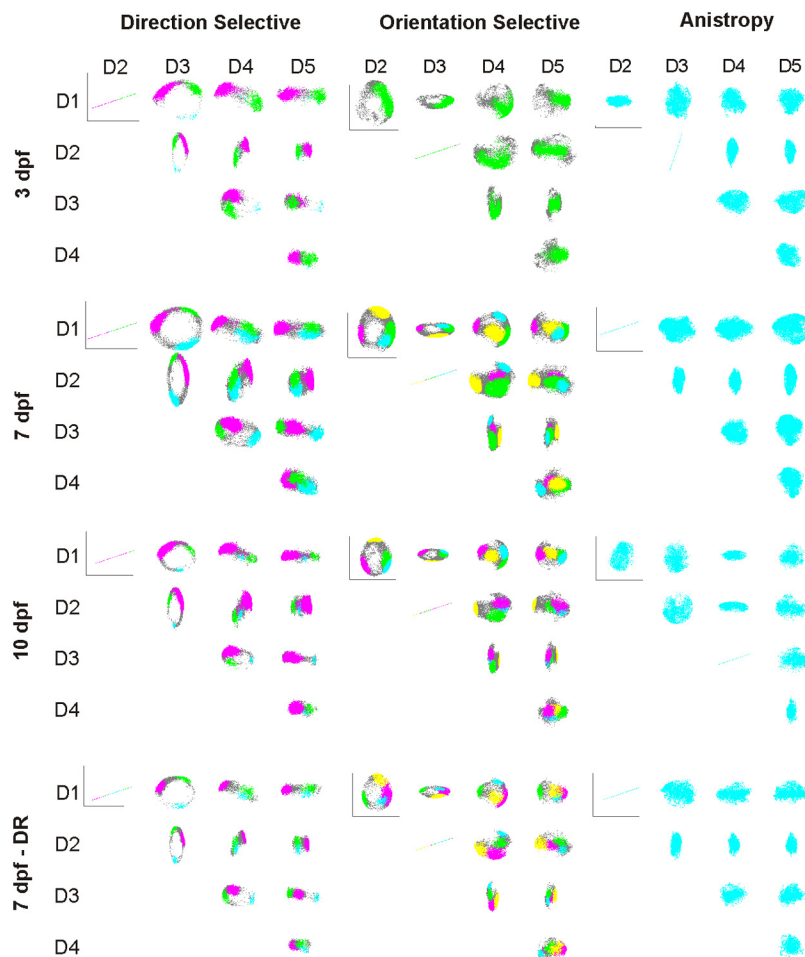 Direction Selective Orientation Selective Anistropy
D2 D3 D4 D5 D2 D3 D4 D5 D2 D3 D4 D5
3 dpf
D1
D2
D3
D4
7 dpf
D1
D2
D3
D4
10 dpf
D1
D2
D3
D4
7 dpf - DR
D1
D2
D3
D4